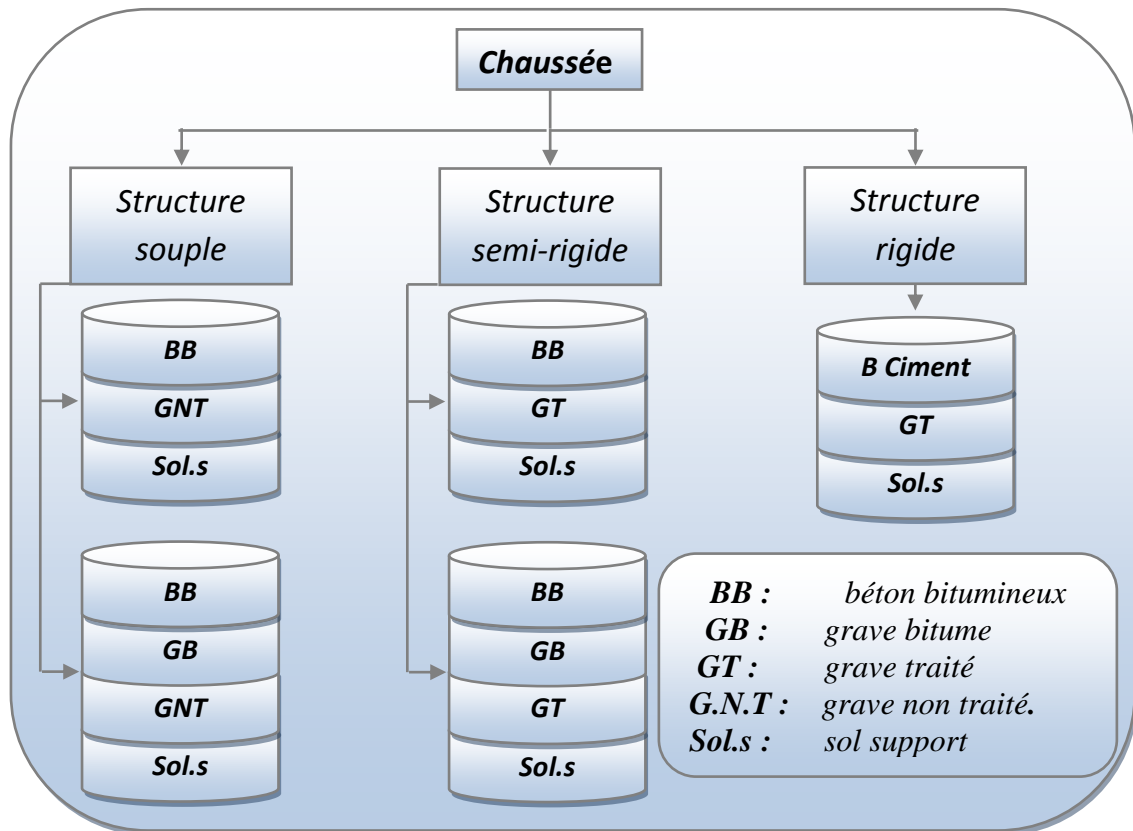 Chaussée
Structure
souple
Structure
semi-rigide
Structure
rigide
BB
GNT
Sol.s
BB
GB
GNT
Sol.s
BB
GT
Sol.s
BB
GB
GT
Sol.s
B Ciment
GT
Sol.s
BB : béton bitumineux
GB : grave bitume
GT : grave traité
G.N.T : grave non traité.
Sol.s : sol support